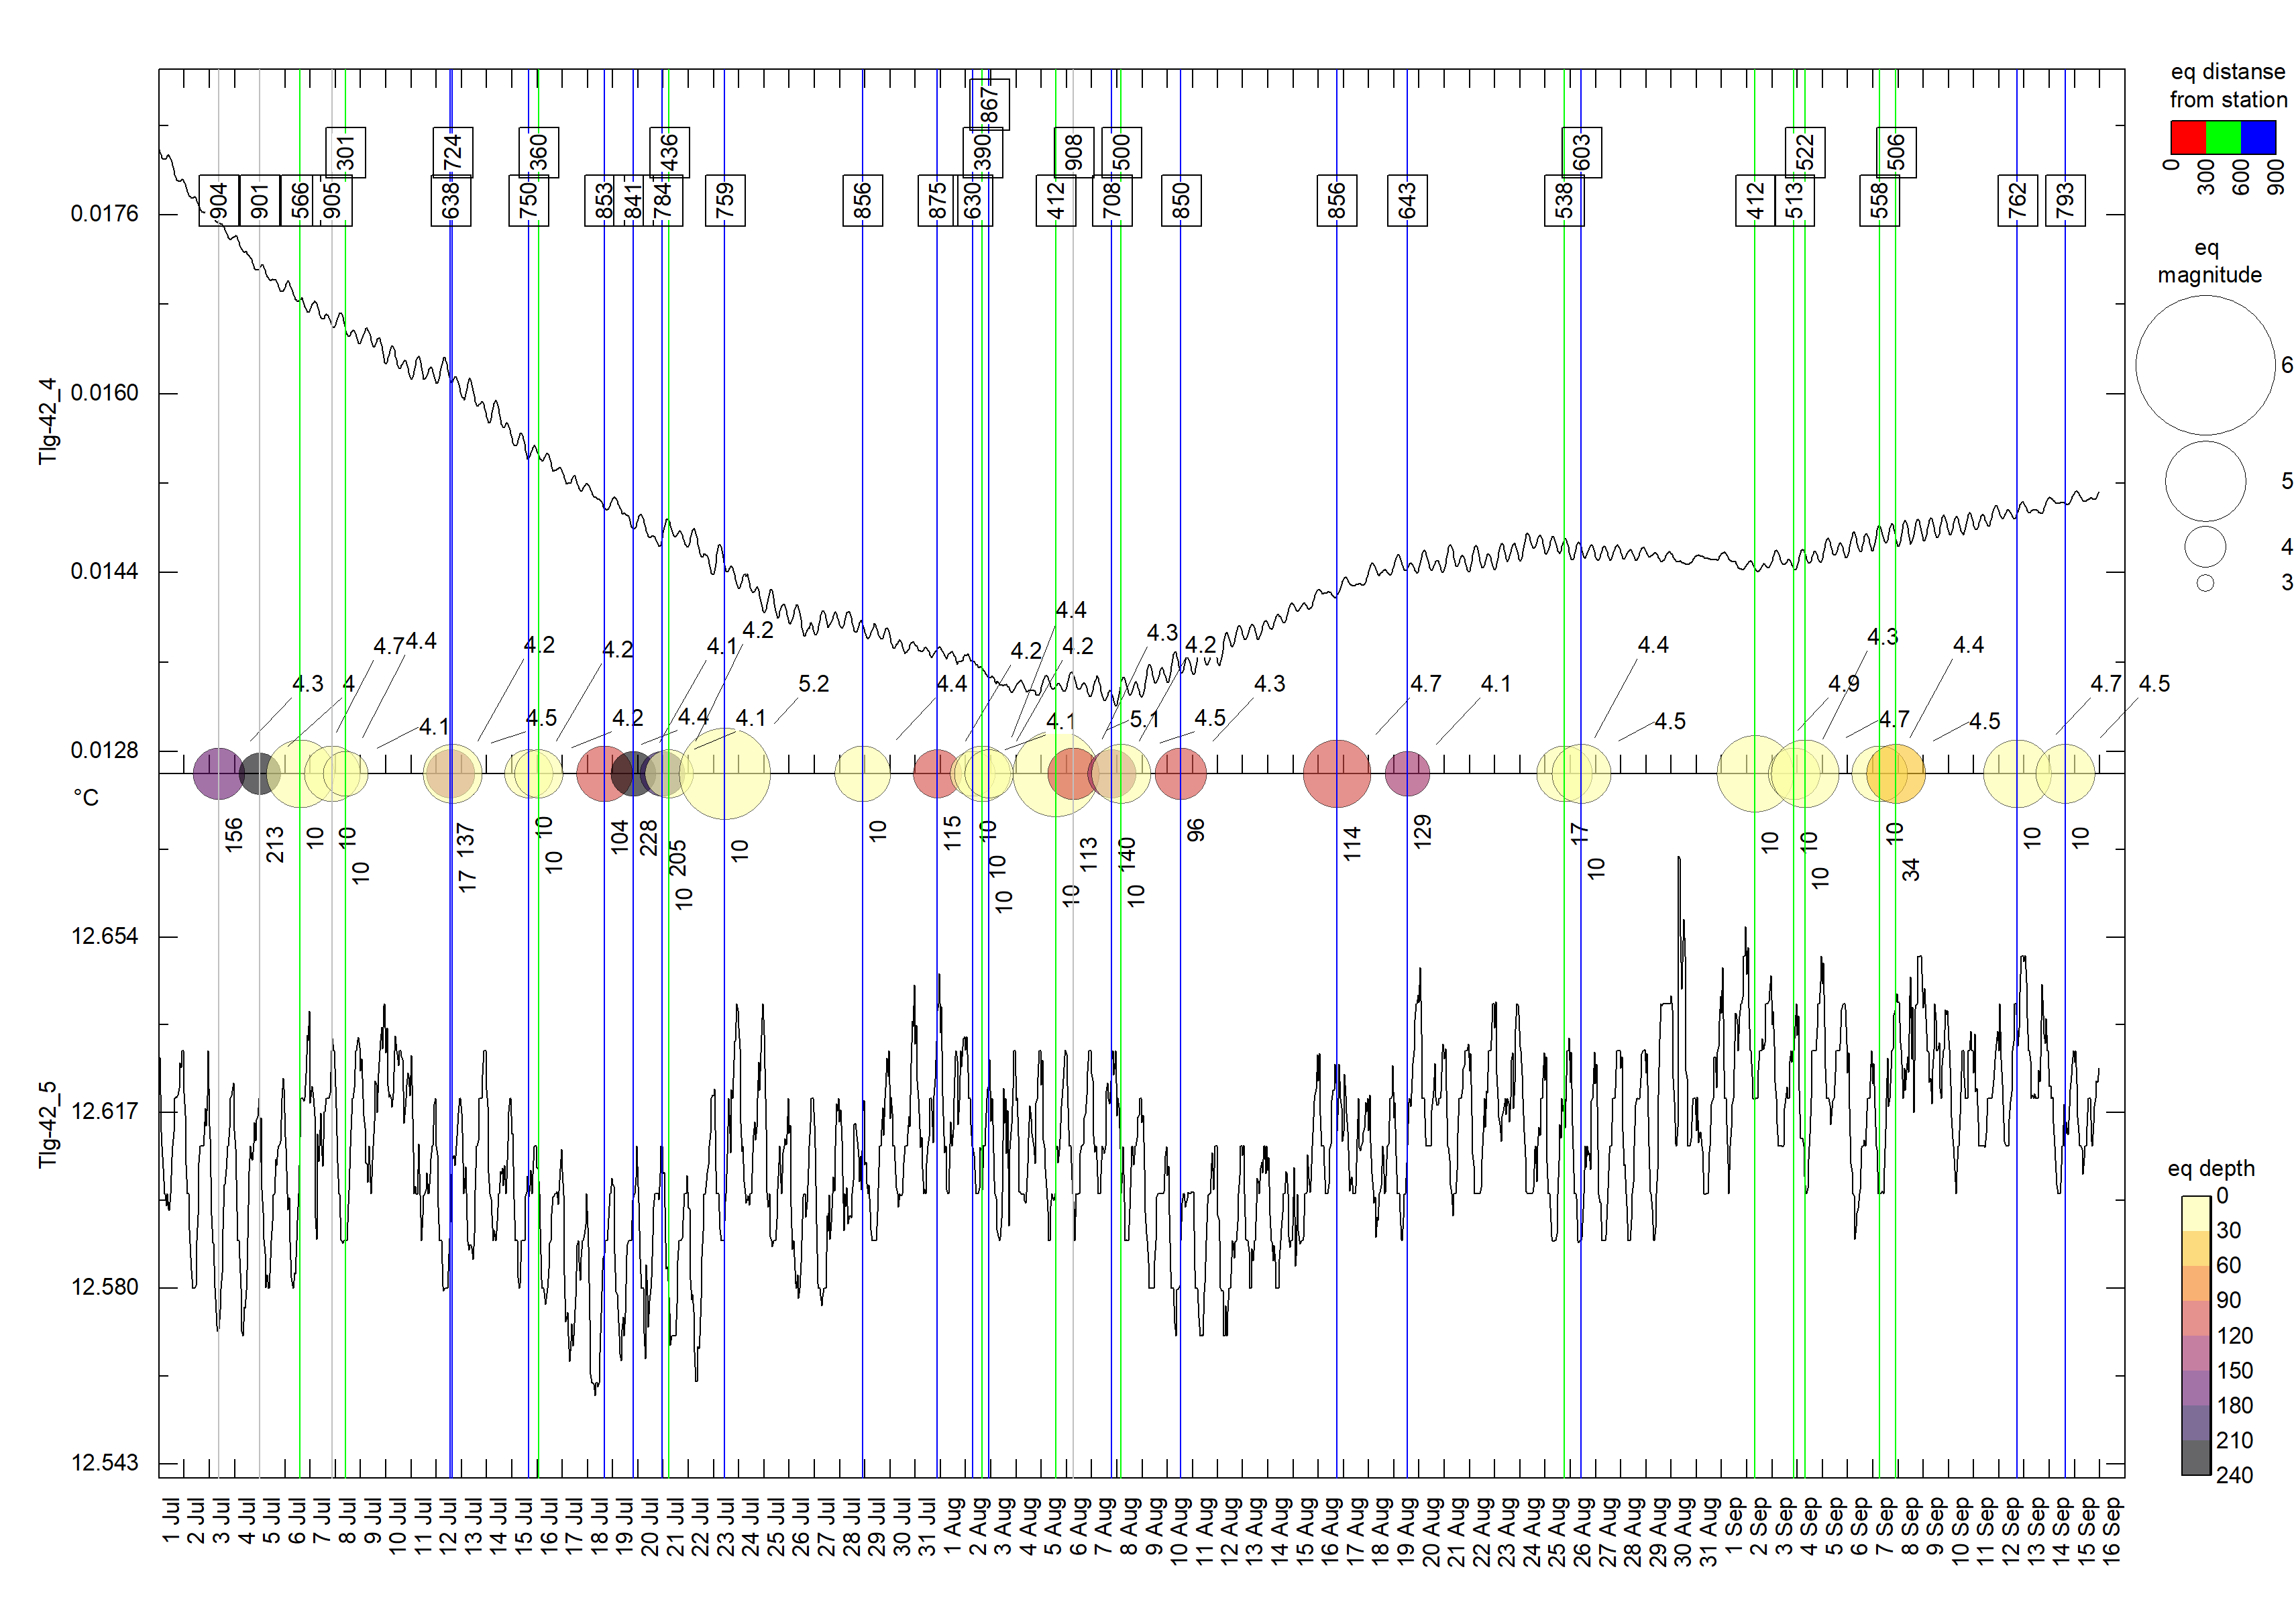 eq distanse
from station
0
300
600
900
eq
magnitude
6
5
4
3
867
301
724
360
436
390
908
500
603
522
506
904
901
566
905
638
750
853
841
784
759
856
875
630
412
708
850
856
643
538
412
513
558
762
793
Tlg-42_4
0.0176
0.0160
0.0144
0.0128
°C
4.4
4.7
4.4
4.2
4.2
4.1
4.2
4.2
4.2
4.3
4.2
4.4
4.3
4.4
4.3
4
5.2
4.4
4.3
4.7
4.1
4.9
4.7
4.5
4.1
4.5
4.2
4.4
4.1
4.1
5.1
4.5
4.5
4.7
4.5
156
213
10
10
10
137
17
10
10
104
228
205
10
10
10
115
10
10
10
10
113
140
10
96
114
129
17
10
10
10
10
10
34
10
10
Tlg-42_5
12.654
12.617
12.580
12.543
eq depth
0
30
60
90
120
150
180
210
240
1 Jul
2 Jul
3 Jul
4 Jul
5 Jul
6 Jul
7 Jul
8 Jul
9 Jul
10 Jul
11 Jul
12 Jul
13 Jul
14 Jul
15 Jul
16 Jul
17 Jul
18 Jul
19 Jul
20 Jul
21 Jul
22 Jul
23 Jul
24 Jul
25 Jul
26 Jul
27 Jul
28 Jul
29 Jul
30 Jul
31 Jul
1 Aug
2 Aug
3 Aug
4 Aug
5 Aug
6 Aug
7 Aug
8 Aug
9 Aug
10 Aug
11 Aug
12 Aug
13 Aug
14 Aug
15 Aug
16 Aug
17 Aug
18 Aug
19 Aug
20 Aug
21 Aug
22 Aug
23 Aug
24 Aug
25 Aug
26 Aug
27 Aug
28 Aug
29 Aug
30 Aug
31 Aug
1 Sep
2 Sep
3 Sep
4 Sep
5 Sep
6 Sep
7 Sep
8 Sep
9 Sep
10 Sep
11 Sep
12 Sep
13 Sep
14 Sep
15 Sep
16 Sep